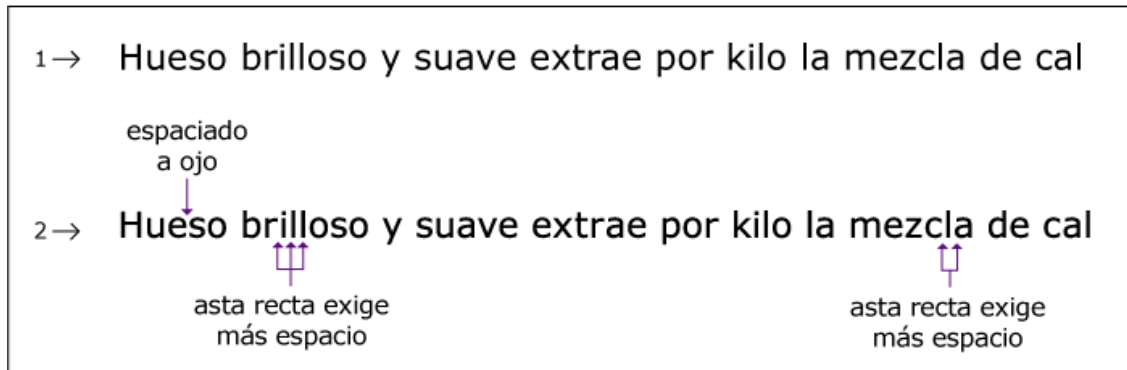 1→ Hueso brilloso y suave extrae por kilo la mezcla de cal
espaciado
a ojo
2→ Hueso brilloso y suave extrae por kilo la mezcla de cal
asta recta exige
más espacio
asta recta exige
más espacio